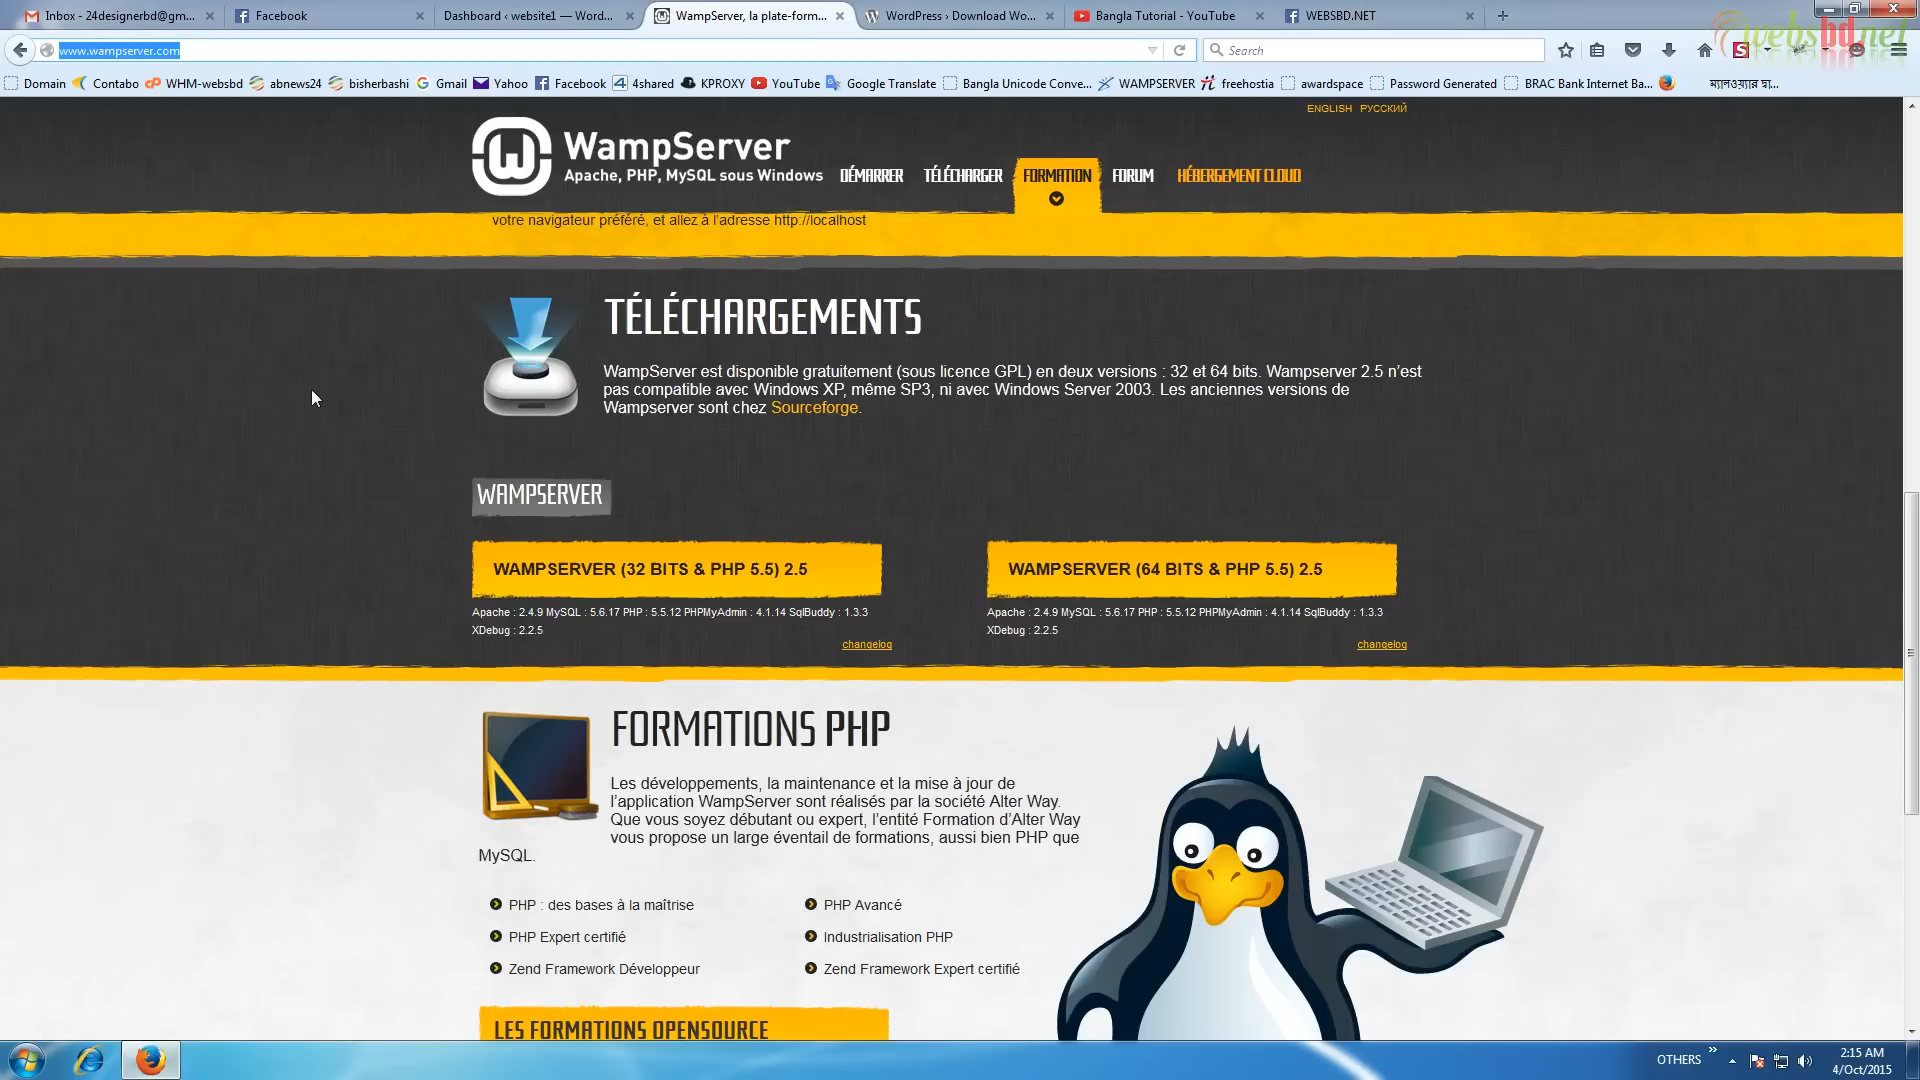 Inbox - 24designerbd@gm...
Facebook
Dashboard ‹ website1 — Word...
WampServer, la plate-form...
WordPress › Download Wo...
Bangla Tutorial - YouTube
WEBSBD.NET
www.wampserver.com
Search
websbd.net
Domain
Contabo
WHM-websbd
abnews24
bisherbashi
Gmail
Yahoo
Facebook
4shared
KPROXY
YouTube
Google Translate
Bangla Unicode Conve...
WAMPSERVER
freehostia
awardspace
Password Generated
BRAC Bank Internet Ba...
ম্যালওয়্যার দ্বা...
ENGLISH РУССКИЙ
WampServer
Apache, PHP, MySQL sous Windows
DÉMARRER TÉLÉCHARGER FORMATION FORUM HÉBERGEMENT CLOUD
votre navigateur préféré, et allez à l'adresse http://localhost
TÉLÉCHARGEMENTS
WampServer est disponible gratuitement (sous licence GPL) en deux versions : 32 et 64 bits. Wampserver 2.5 n'est
pas compatible avec Windows XP, même SP3, ni avec Windows Server 2003. Les anciennes versions de
Wampserver sont chez Sourceforge.
WAMPSERVER
WAMPSERVER (32 BITS & PHP 5.5) 2.5
Apache : 2.4.9 MySQL : 5.6.17 PHP : 5.5.12 PHPMyAdmin : 4.1.14 SqlBuddy : 1.3.3
XDebug : 2.2.5
changelog
WAMPSERVER (64 BITS & PHP 5.5) 2.5
Apache : 2.4.9 MySQL : 5.6.17 PHP : 5.5.12 PHPMyAdmin : 4.1.14 SqlBuddy : 1.3.3
XDebug : 2.2.5
changelog
FORMATIONS PHP
Les développements, la maintenance et la mise à jour de
l'application WampServer sont réalisés par la société Alter Way.
Que vous soyez débutant ou expert, l'entité Formation d'Alter Way
vous propose un large éventail de formations, aussi bien PHP que
MySQL.
PHP : des bases à la maîtrise
PHP Avancé
PHP Expert certifié
Industrialisation PHP
Zend Framework Développeur
Zend Framework Expert certifié
LES FORMATIONS OPENSOURCE
OTHERS
2:15 AM
4/Oct/2015